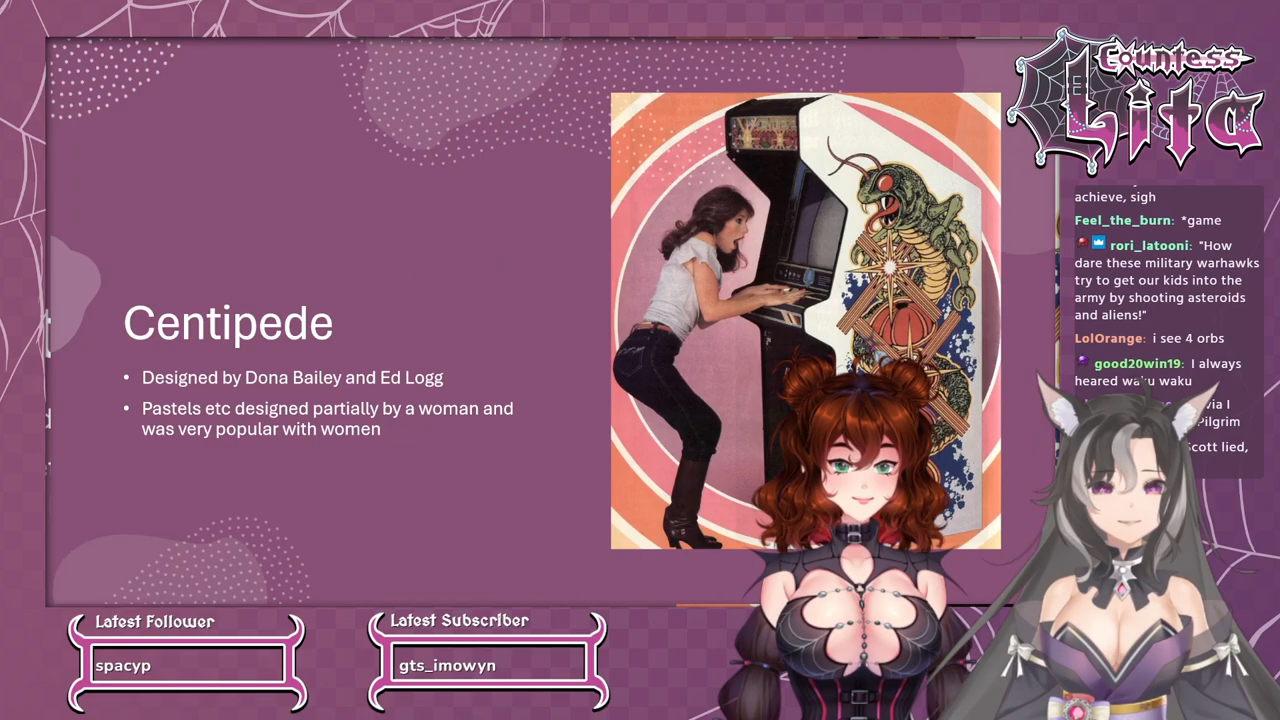 Countess
Lita
Centipede
• Designed by Dona Bailey and Ed Logg
• Pastels etc designed partially by a woman and
was very popular with women
achieve, sigh
Feel_the_burn: *game
rori_latooni: "How
dare these military warhawks
try to get our kids into the
army by shooting asteroids
and aliens!"
LolOrange: i see 4 orbs
good20win19: I always
heared waku waku
via I
Pilgrim
Scott lied,
Latest Follower
spacyp
Latest Subscriber
gts_imowyn